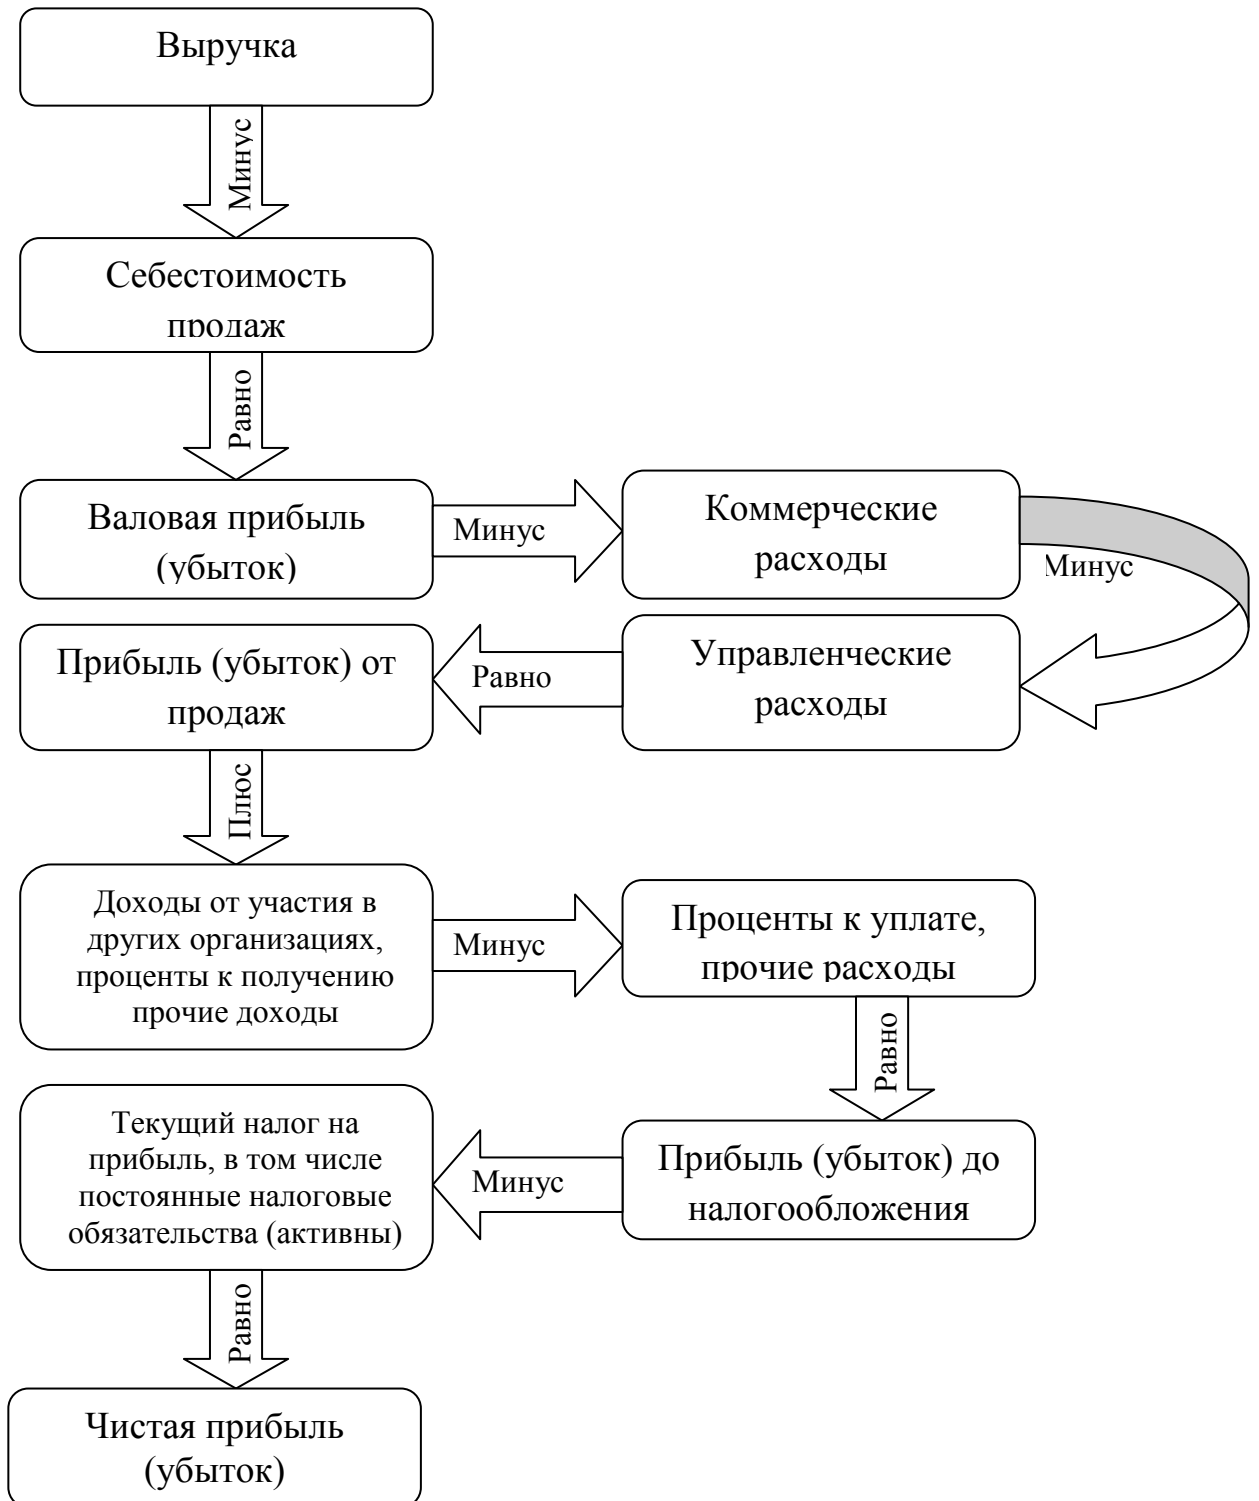 Выручка
Минус
Себестоимость
продаж
Равно
Валовая прибыль
(убыток)
Минус
Коммерческие
расходы
Минус
Управленческие
расходы
Равно
Прибыль (убыток) от
продаж
Плюс
Доходы от участия в
других организациях,
проценты к получению
прочие доходы
Минус
Проценты к уплате,
прочие расходы
Равно
Прибыль (убыток) до
налогообложения
Минус
Текущий налог на
прибыль, в том числе
постоянные налоговые
обязательства (активны)
Равно
Чистая прибыль
(убыток)